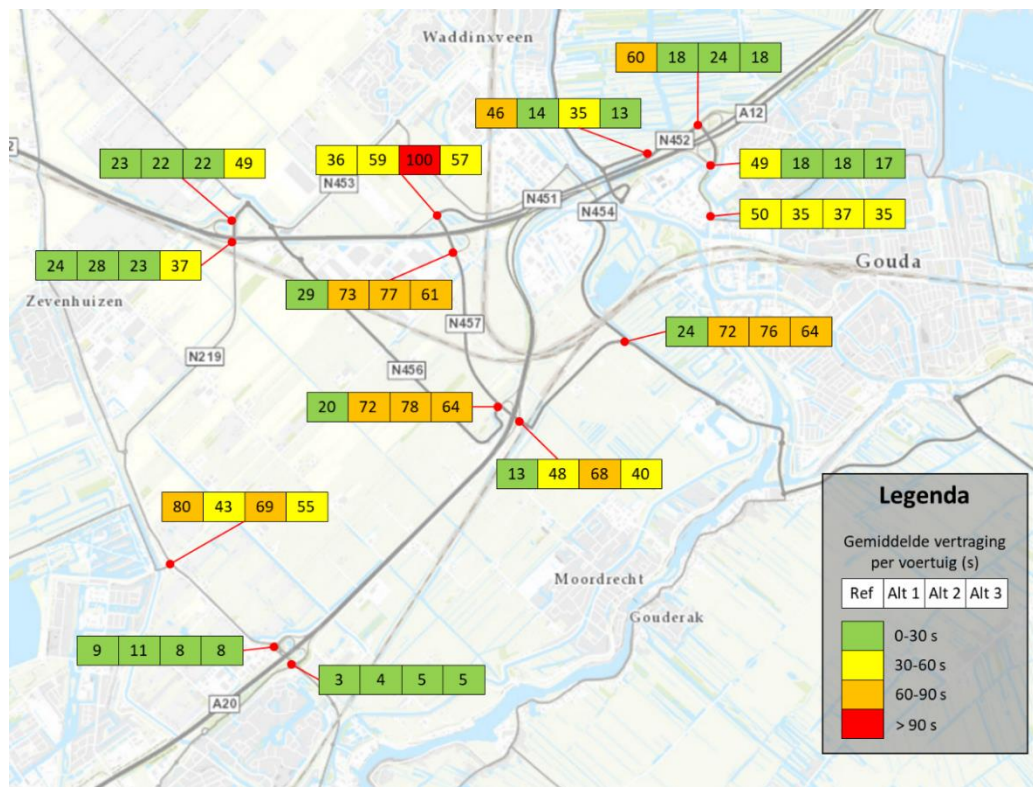 Waddinxveen
60 18 24 18
A12
46 14 35 13
N452
23 22 22 49
36 59 100 57
49 18 18 17
N453
N451
N454
50 35 37 35
24 28 23 37
Gouda
Zevenhuizen
29 73 77 61
N457
24 72 76 64
N219
N456
20 72 78 64
13 48 68 40
80 43 69 55
Moordrecht
Gouderak
9 11 8 8
3 4 5 5
A20
Legenda
Gemiddelde vertraging
per voertuig (s)
Ref Alt 1 Alt 2 Alt 3
0-30 s
30-60 s
60-90 s
> 90 s